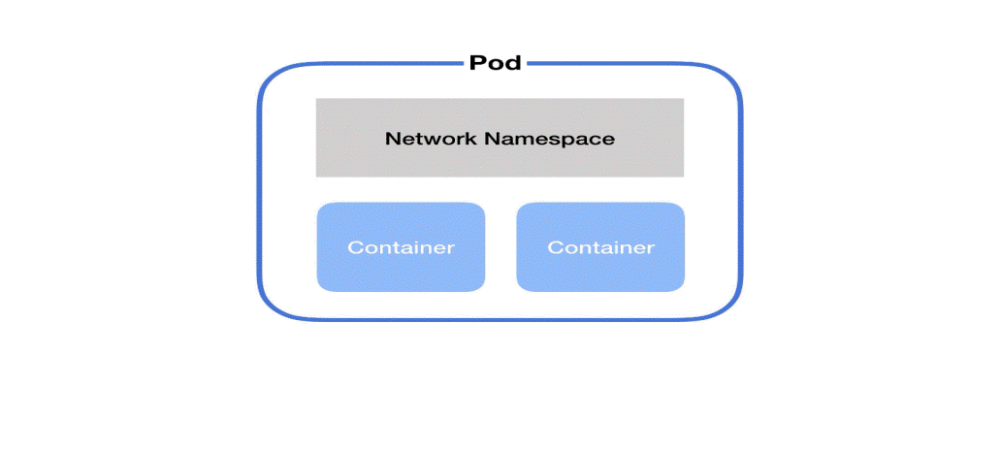 Pod
Network Namespace
Container
Container